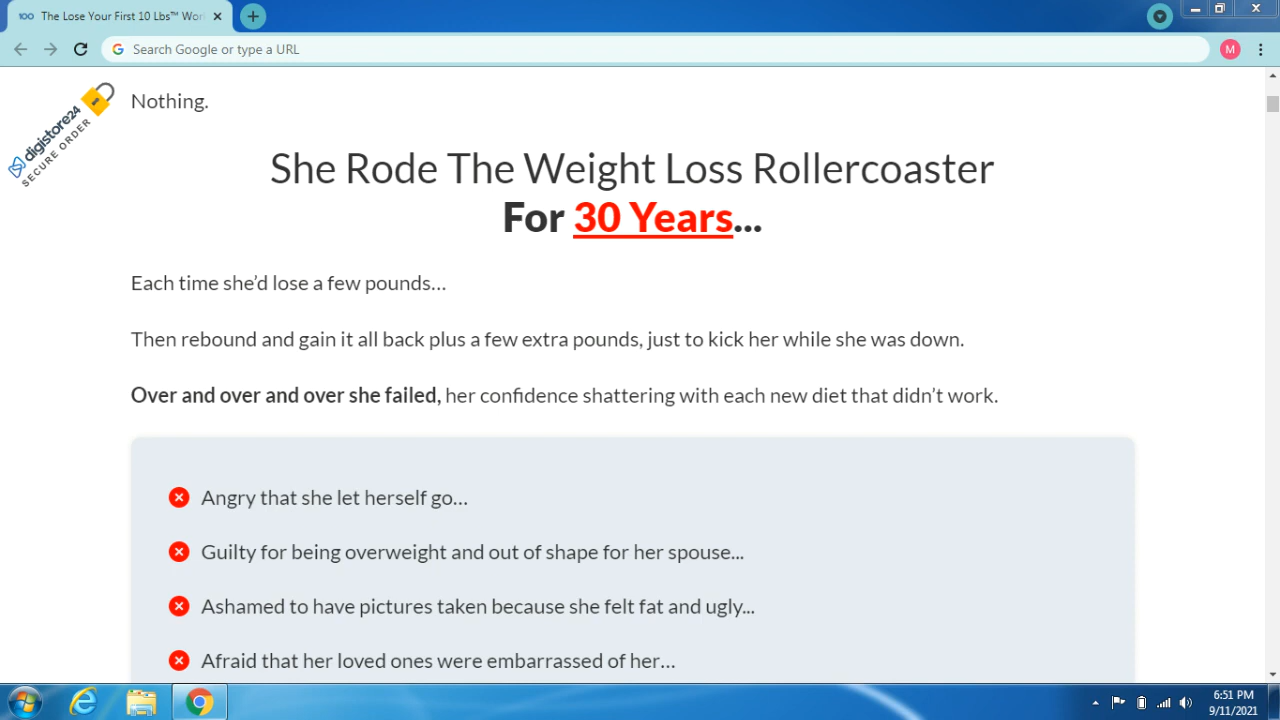 The Lose Your First 10 Lbs™ Wor
Search Google or type a URL
M
digistore24
SECURE ORDER
Nothing.
She Rode The Weight Loss Rollercoaster
For 30 Years...
Each time she’d lose a few pounds…
Then rebound and gain it all back plus a few extra pounds, just to kick her while she was down.
Over and over and over she failed, her confidence shattering with each new diet that didn’t work.
Angry that she let herself go…
Guilty for being overweight and out of shape for her spouse...
Ashamed to have pictures taken because she felt fat and ugly...
Afraid that her loved ones were embarrassed of her…
6:51 PM
9/11/2021